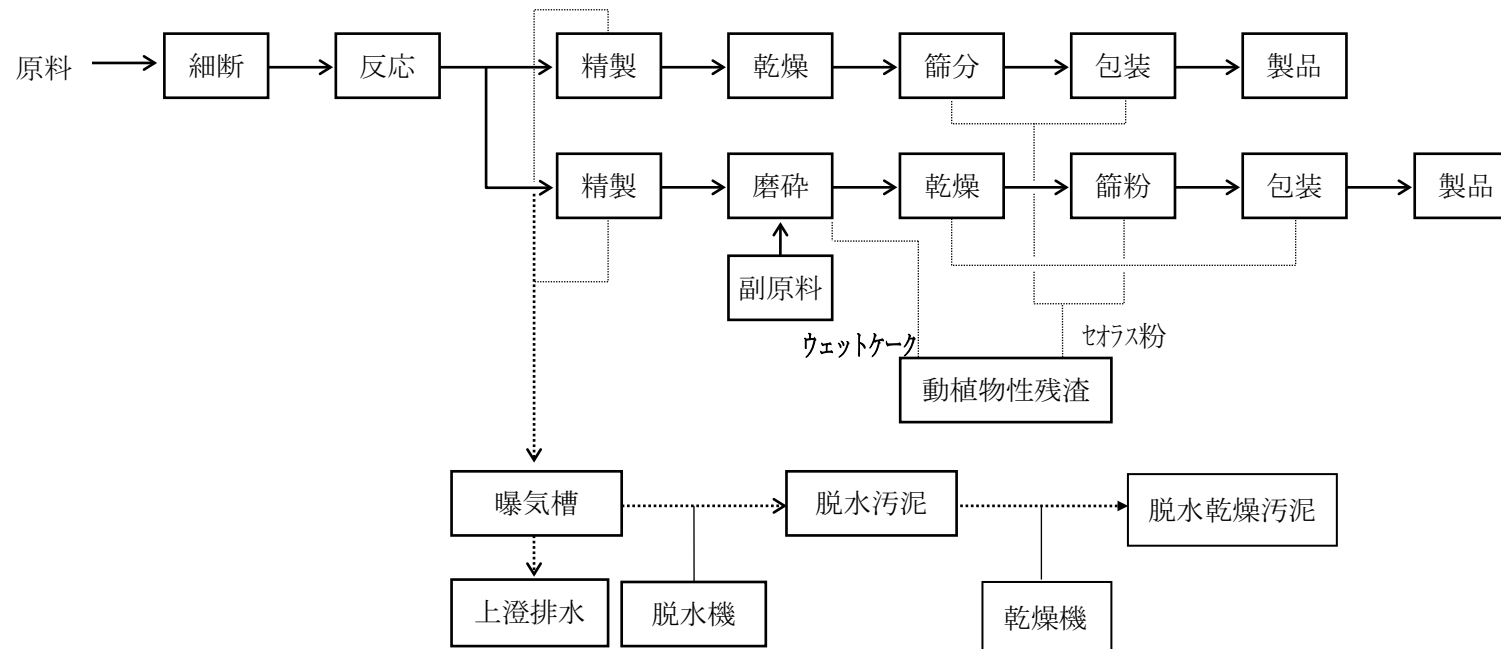 原料
細断
反応
精製
乾燥
篩分
包装
製品
精製
磨砕
乾燥
篩粉
包装
製品
副原料
ウェットケーク
セオラス粉
動植物性残渣
曝気槽
脱水汚泥
脱水乾燥汚泥
上澄排水
脱水機
乾燥機